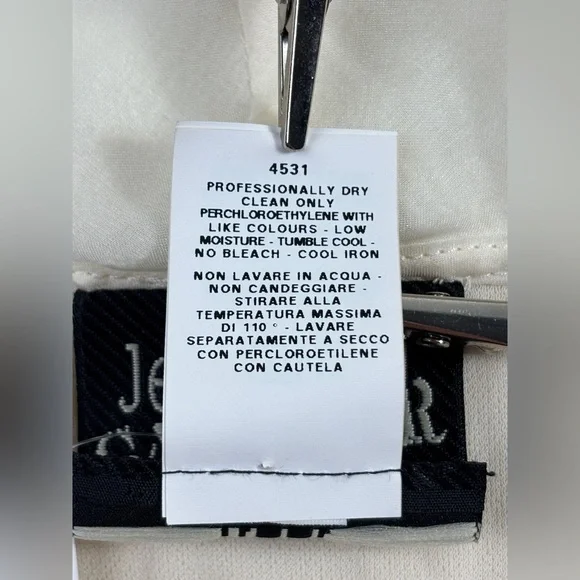 4531
PROFESSIONALLY DRY
CLEAN ONLY
PERCHLOROETHYLENE WITH
LIKE COLOURS - LOW
MOISTURE - TUMBLE COOL -
NO BLEACH - COOL IRON
NON LAVARE IN ACQUA -
NON CANDEGGIARE -
STIRARE ALLA
TEMPERATURA MASSIMA
DI 110 ° - LAVARE
SEPARATAMENTE A SECCO
CON PERCLOROETILENE
CON CAUTELA